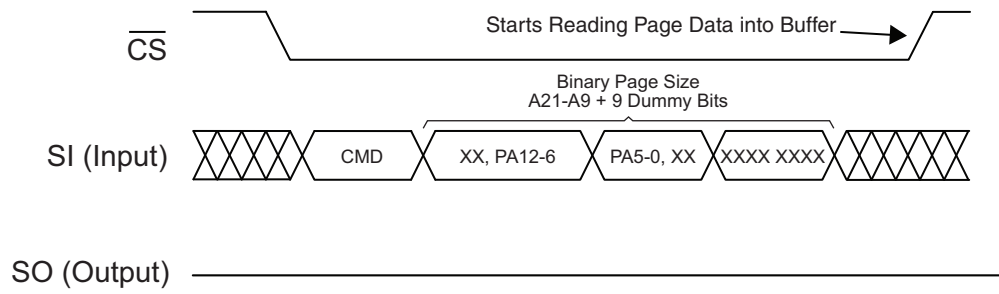 Starts Reading Page Data into Buffer
CS
Binary Page Size
A21-A9 + 9 Dummy Bits
SI (Input)
CMD
XX, PA12-6
PA5-0, XX
XXXX XXXX
SO (Output)